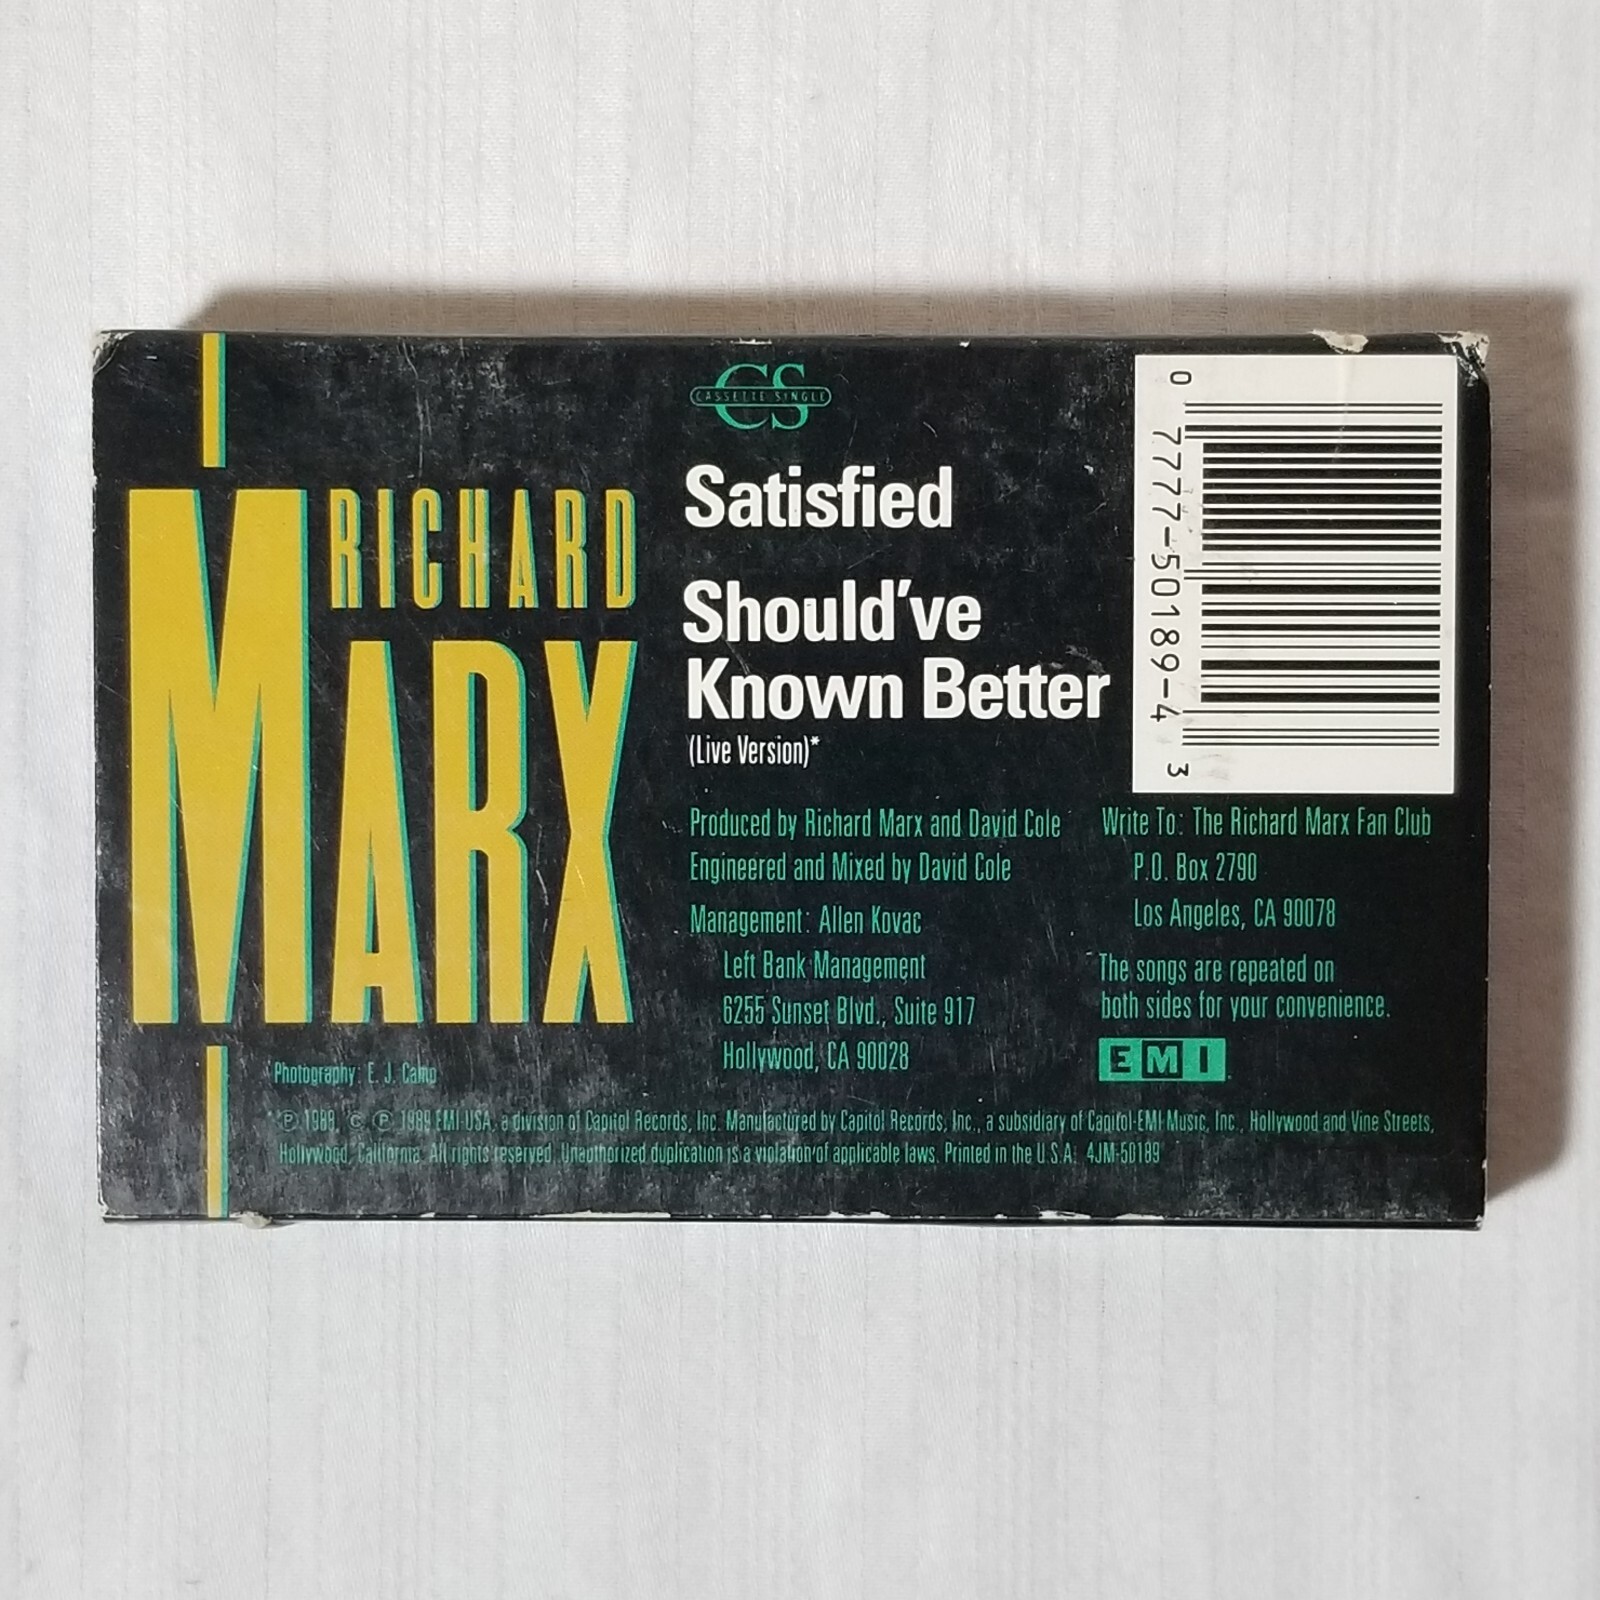 RICHARD
MARX
CS
CASSETTE SINGLE
Satisfied
Should've
Known Better
(Live Version)*
Produced by Richard Marx and David Cole
Engineered and Mixed by David Cole
Management: Allen Kovac
Left Bank Management
6255 Sunset Blvd., Suite 917
Hollywood, CA 90028
0 7777-50189-4 3
Write To: The Richard Marx Fan Club
P.O. Box 2790
Los Angeles, CA 90078
The songs are repeated on
both sides for your convenience.
EMI
Photography: E. J. Camp
*℗ 1988, © ℗ 1989 EMI-USA, a division of Capitol Records, Inc. Manufactured by Capitol Records, Inc., a subsidiary of Capitol-EMI Music, Inc., Hollywood and Vine Streets,
Hollywood, California. All rights reserved. Unauthorized duplication is a violation of applicable laws. Printed in the U.S.A. 4JM-50189